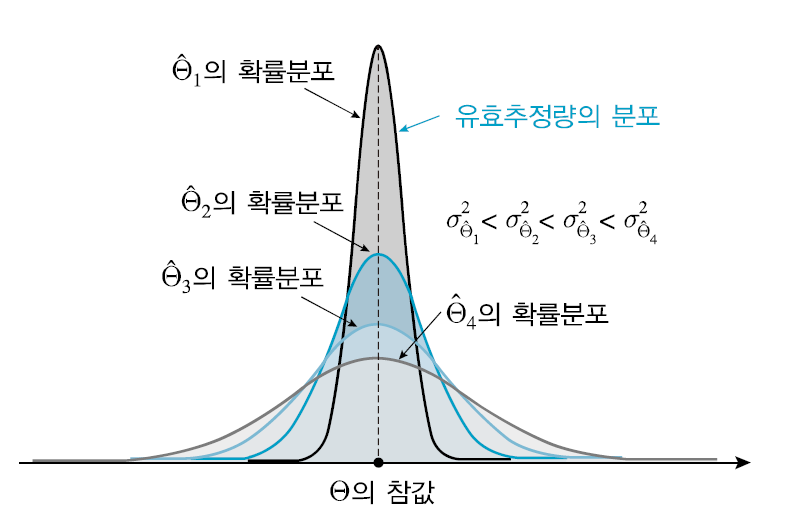 Θ̂₁의 확률분포
유효추정량의 분포
Θ̂₂의 확률분포
σ²_Θ̂₁ < σ²_Θ̂₂ < σ²_Θ̂₃ < σ²_Θ̂₄
Θ̂₃의 확률분포
Θ̂₄의 확률분포
Θ의 참값